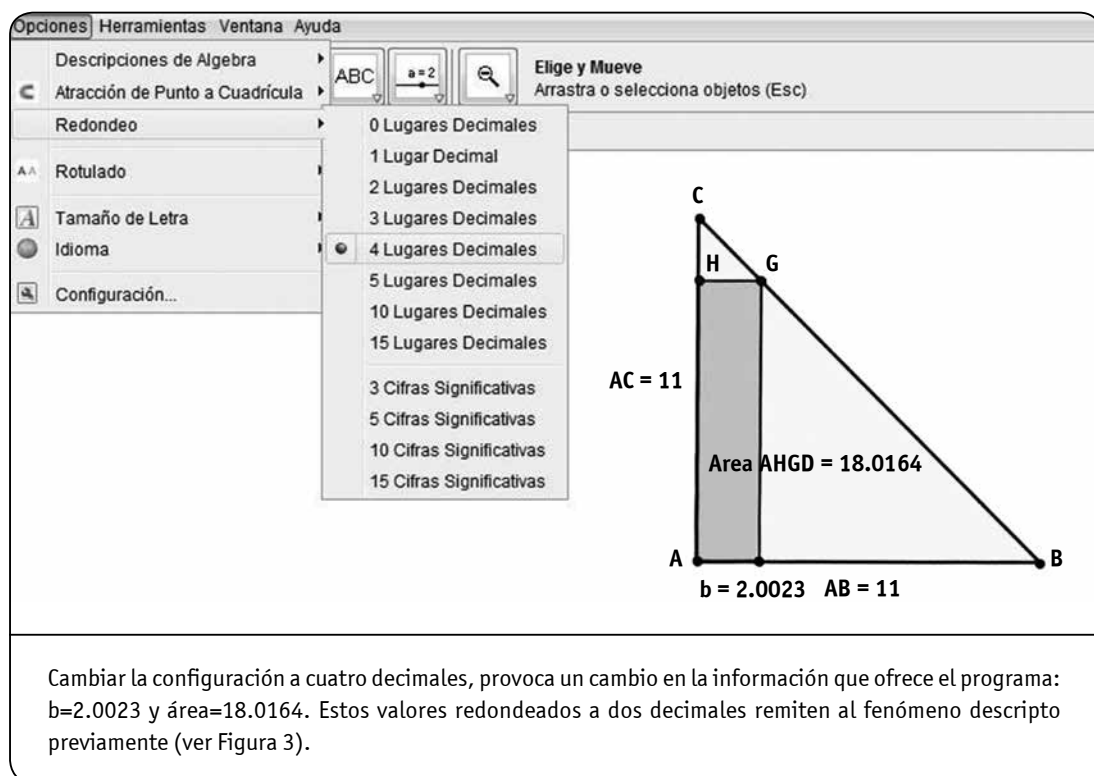 Opciones Herramientas Ventana Ayuda
Descripciones de Algebra
Atracción de Punto a Cuadrícula
Redondeo
AA Rotulado
A Tamaño de Letra
Idioma
Configuración...
ABC
a = 2
Elige y Mueve
Arrastra o selecciona objetos (Esc)
0 Lugares Decimales
1 Lugar Decimal
2 Lugares Decimales
3 Lugares Decimales
4 Lugares Decimales
5 Lugares Decimales
10 Lugares Decimales
15 Lugares Decimales
3 Cifras Significativas
5 Cifras Significativas
10 Cifras Significativas
15 Cifras Significativas
C
H G
AC = 11
Area AHGD = 18.0164
A B
b = 2.0023 AB = 11
Cambiar la configuración a cuatro decimales, provoca un cambio en la información que ofrece el programa:
b=2.0023 y área=18.0164. Estos valores redondeados a dos decimales remiten al fenómeno descripto
previamente (ver Figura 3).